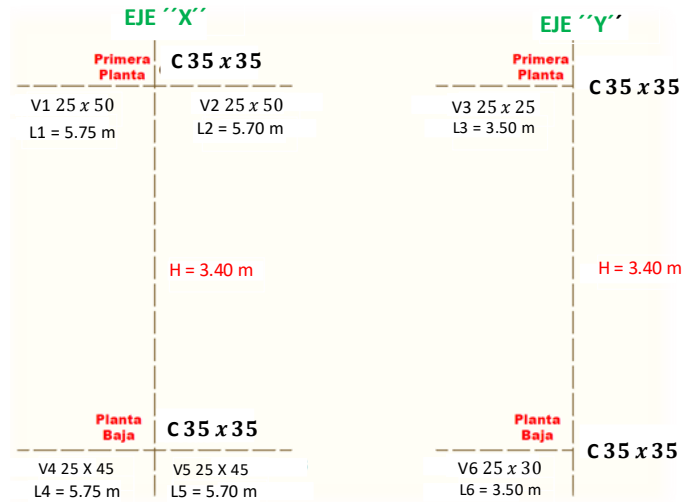 EJE ´´X´´
Primera
Planta
C 35 x 35
V1 25 x 50
L1 = 5.75 m
V2 25 x 50
L2 = 5.70 m
H = 3.40 m
Planta
Baja
C 35 x 35
V4 25 X 45
L4 = 5.75 m
V5 25 X 45
L5 = 5.70 m
EJE ´´Y´´
Primera
Planta
C 35 x 35
V3 25 x 25
L3 = 3.50 m
H = 3.40 m
Planta
Baja
C 35 x 35
V6 25 x 30
L6 = 3.50 m